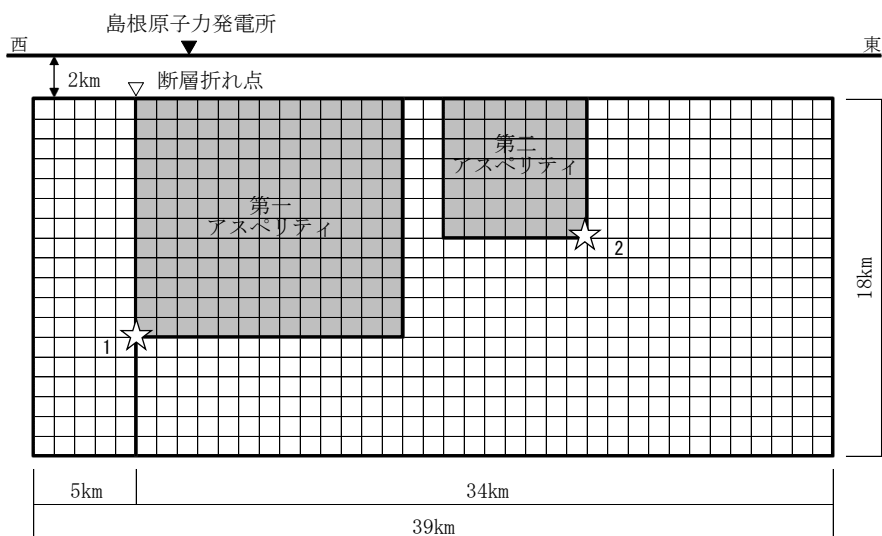 島根原子力発電所
西
東
2km
断層折れ点
第一
アスペリティ
第二
アスペリティ
1
2
18km
5km
34km
39km